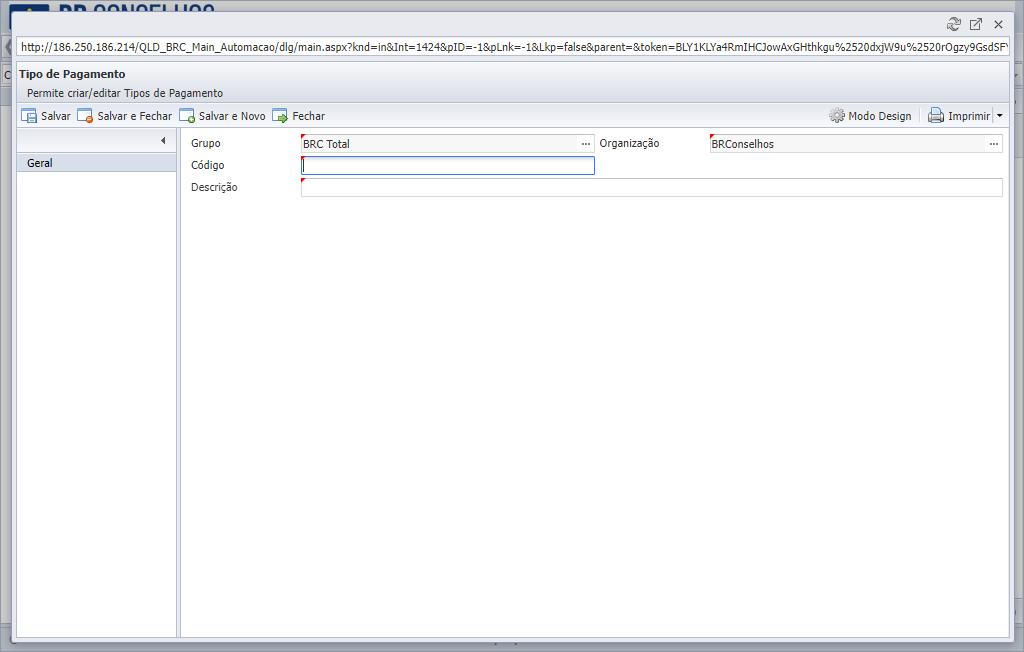 http://186.250.186.214/QLD_BRC_Main_Automacao/dlg/main.aspx?knd=in&Int=1424&pID=-1&pLnk=-1&Lkp=false&parent=&token=BLY1KLYa4RmIHCJowAxGHthkgu%2520dxjW9u%2520rOgzy9GsdSFY
Tipo de Pagamento
Permite criar/editar Tipos de Pagamento
Salvar Salvar e Fechar Salvar e Novo Fechar Modo Design Imprimir
Geral
Grupo BRC Total ... Organização BRConselhos ...
Código
Descrição